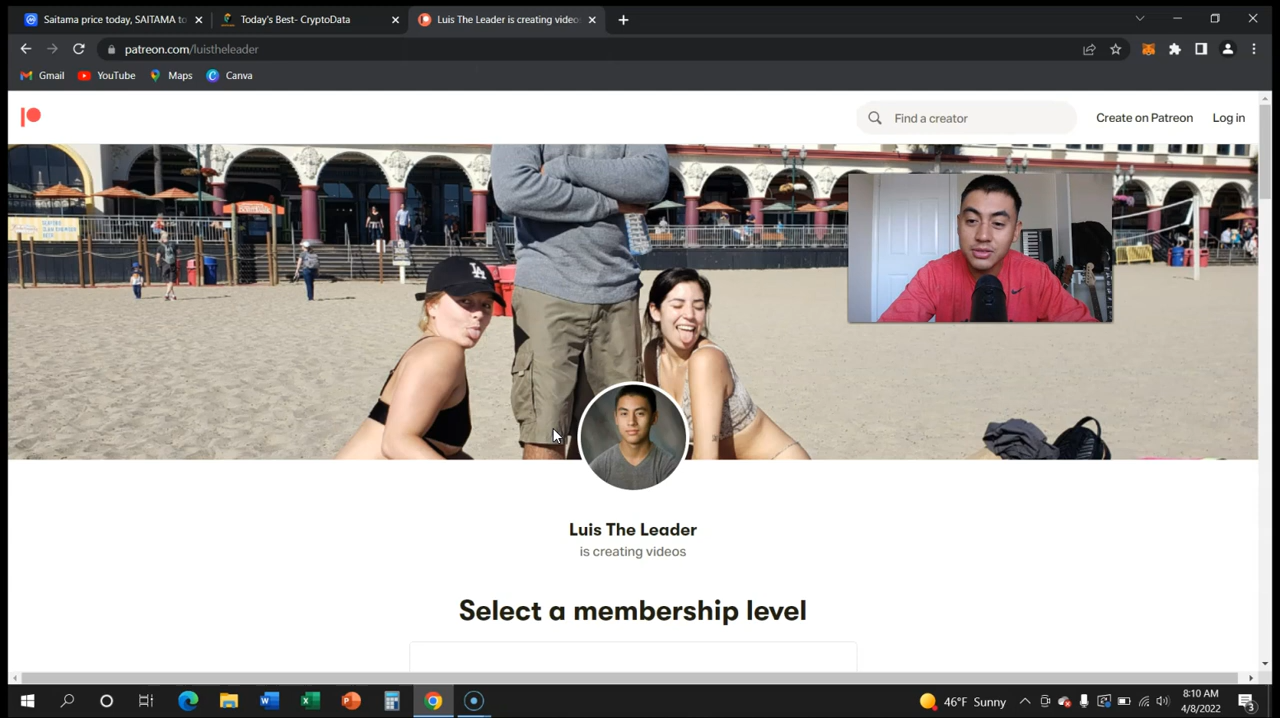 Saitama price today, SAITAMA to
Today's Best- CryptoData
Luis The Leader is creating videos
patreon.com/luistheleader
Gmail
YouTube
Maps
Canva
Find a creator
Create on Patreon
Log in
LA
Luis The Leader
is creating videos
Select a membership level
46°F Sunny
8:10 AM
4/8/2022
3